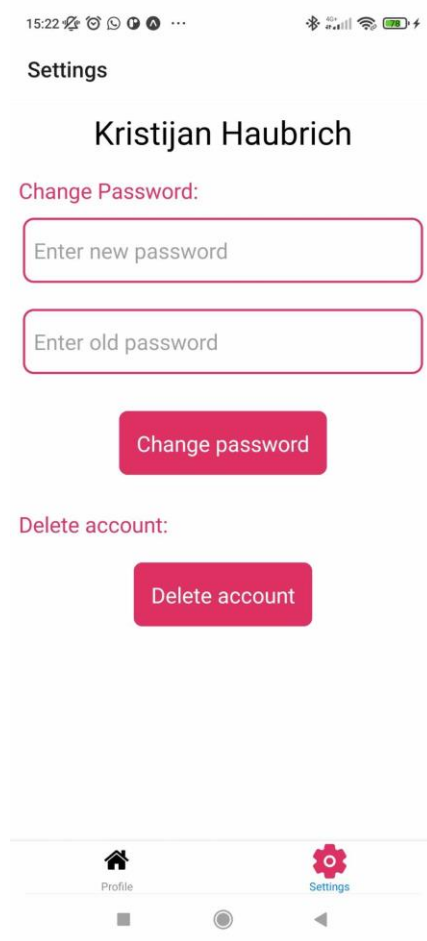 15:22
78
Settings
Kristijan Haubrich
Change Password:
Enter new password
Enter old password
Change password
Delete account:
Delete account
Profile
Settings